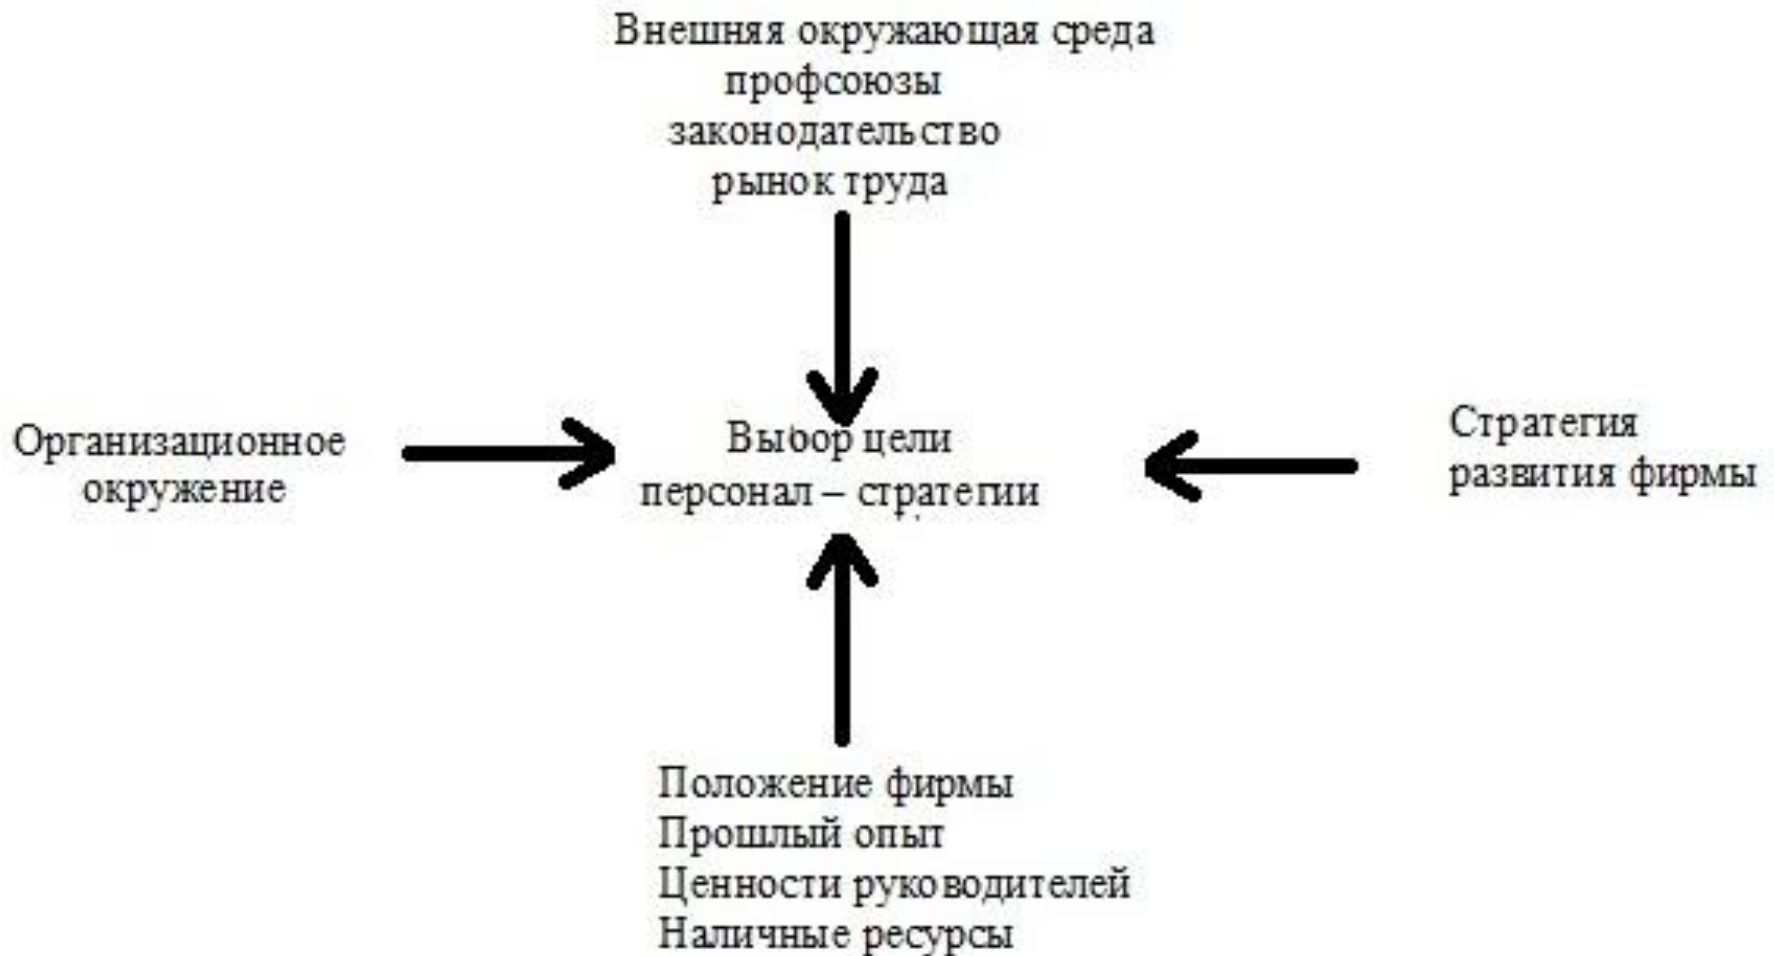 Внешняя окружающая среда
профсоюзы
законодательство
рынок труда
Организационное
окружение
Выбор цели
персонал – стратегии
Стратегия
развития фирмы
Положение фирмы
Прошлый опыт
Ценности руководителей
Наличные ресурсы